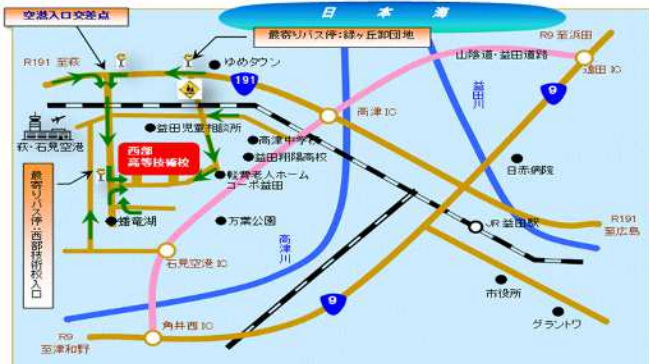 日本海
空港入口交差点
最寄りバス停:緑ヶ丘卸団地
R9 至浜田
R191 至萩
ゆめタウン
山陰道・益田道路
遠田 IC
191
9
益田川
高津 IC
萩・石見空港
益田児童相談所
高津中学校
益田翔陽高校
西部
高等技術校
日赤病院
軽費老人ホーム
コーポ益田
最寄りバス停:西部技術校入口
蟠竜湖
万葉公園
JR 益田駅
R191
至広島
高津川
石見空港 IC
市役所
9
グラントワ
角井西 IC
R9
至津和野